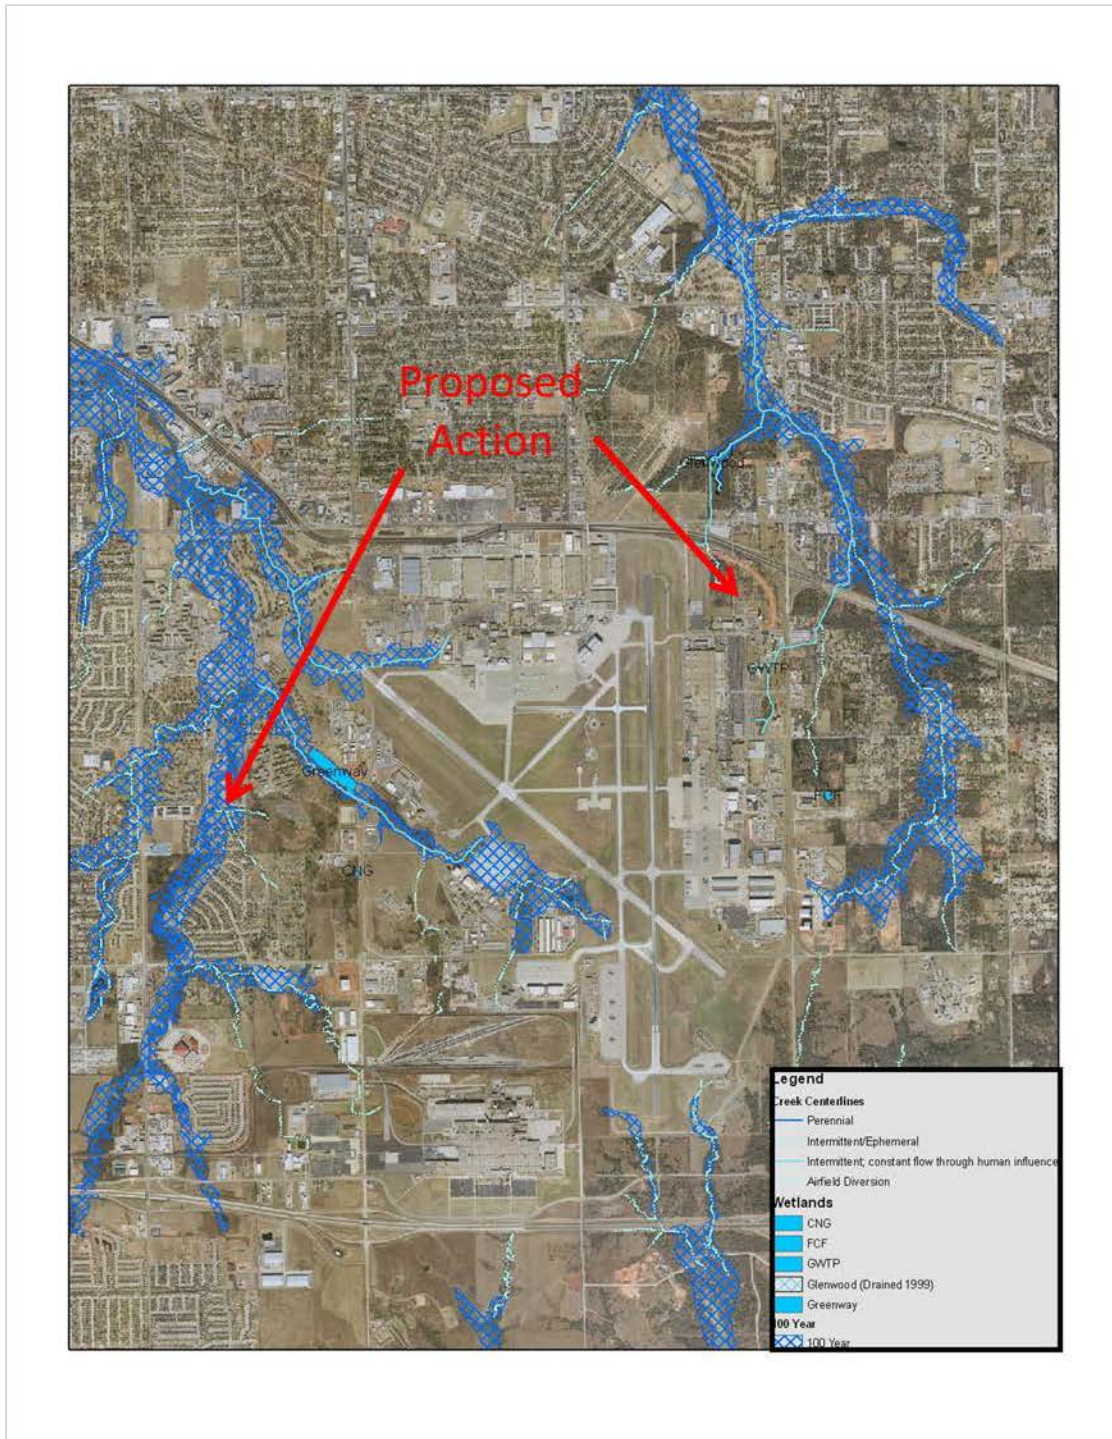 Proposed
Action
Glenwood
GWTP
Greenway
FCF
CNG
Legend
Creek Centerlines
Perennial
Intermittent/Ephemeral
Intermittent; constant flow through human influence
Airfield Diversion
Wetlands
CNG
FCF
GWTP
Glenwood (Drained 1999)
Greenway
100 Year
100 Year